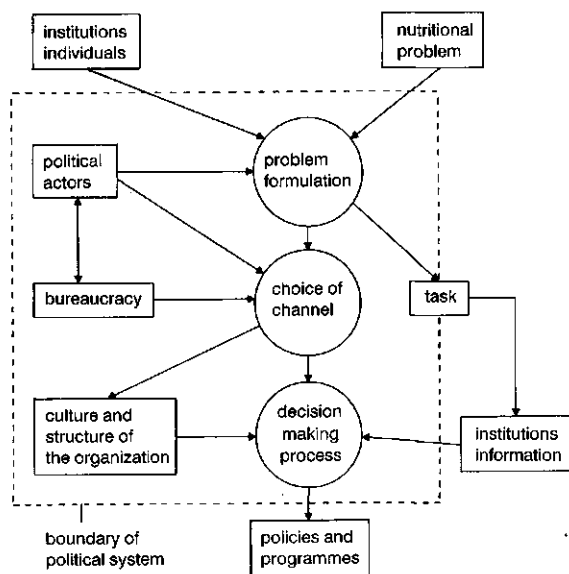 institutions
individuals
nutritional
problem
political
actors
problem
formulation
bureaucracy
choice of
channel
task
culture and
structure of
the organization
decision
making
process
institutions
information
boundary of
political system
policies and
programmes